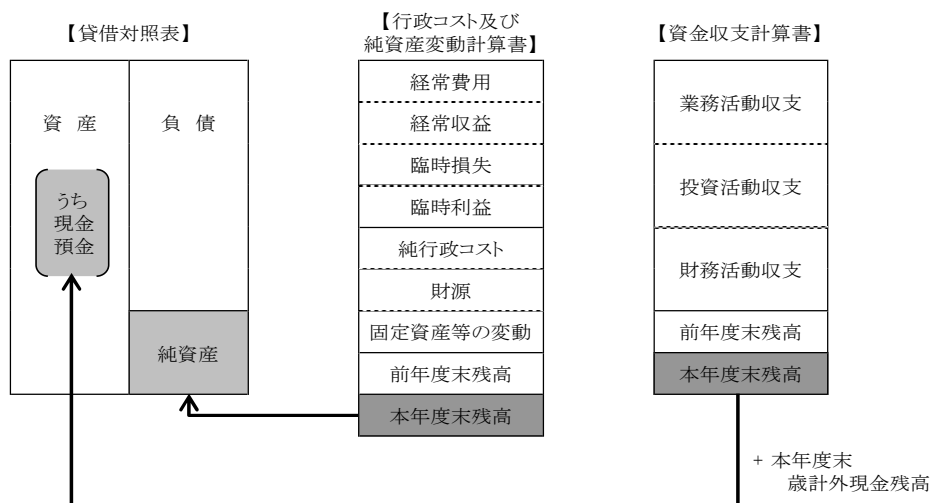 【貸借対照表】
資 産
負 債
うち
現金
預金
純資産
【行政コスト及び
純資産変動計算書】
経常費用
経常収益
臨時損失
臨時利益
純行政コスト
財源
固定資産等の変動
前年度末残高
本年度末残高
【資金収支計算書】
業務活動収支
投資活動収支
財務活動収支
前年度末残高
本年度末残高
+ 本年度末
歳計外現金残高